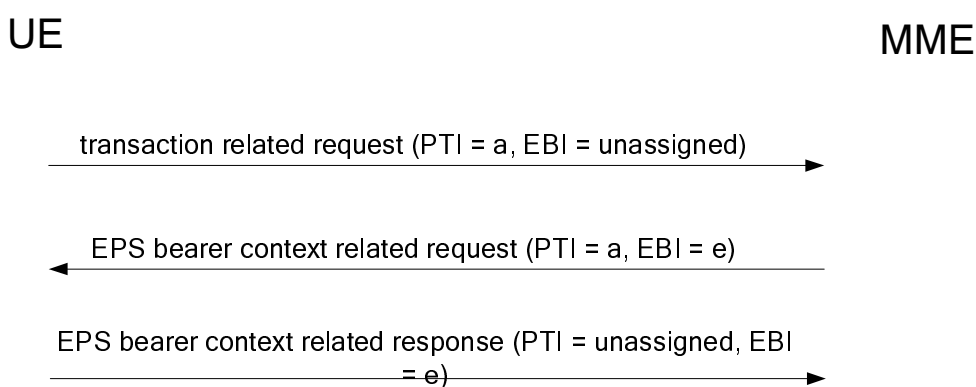 UE
MME
transaction related request (PTI = a, EBI = unassigned)
EPS bearer context related request (PTI = a, EBI = e)
EPS bearer context related response (PTI = unassigned, EBI
= e)